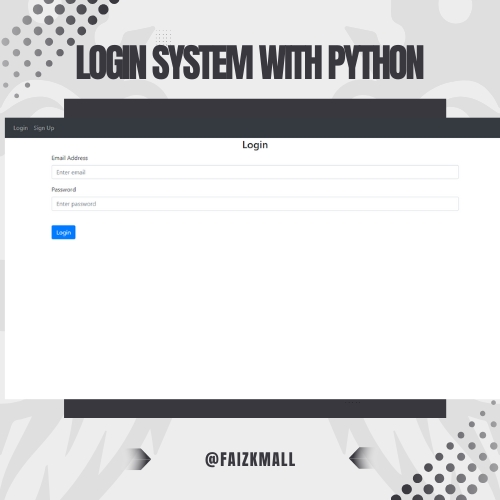 LOGIN SYSTEM WITH PYTHON
Login Sign Up
Login
Email Address
Enter email
Password
Enter password
Login
@FAIZKMALL